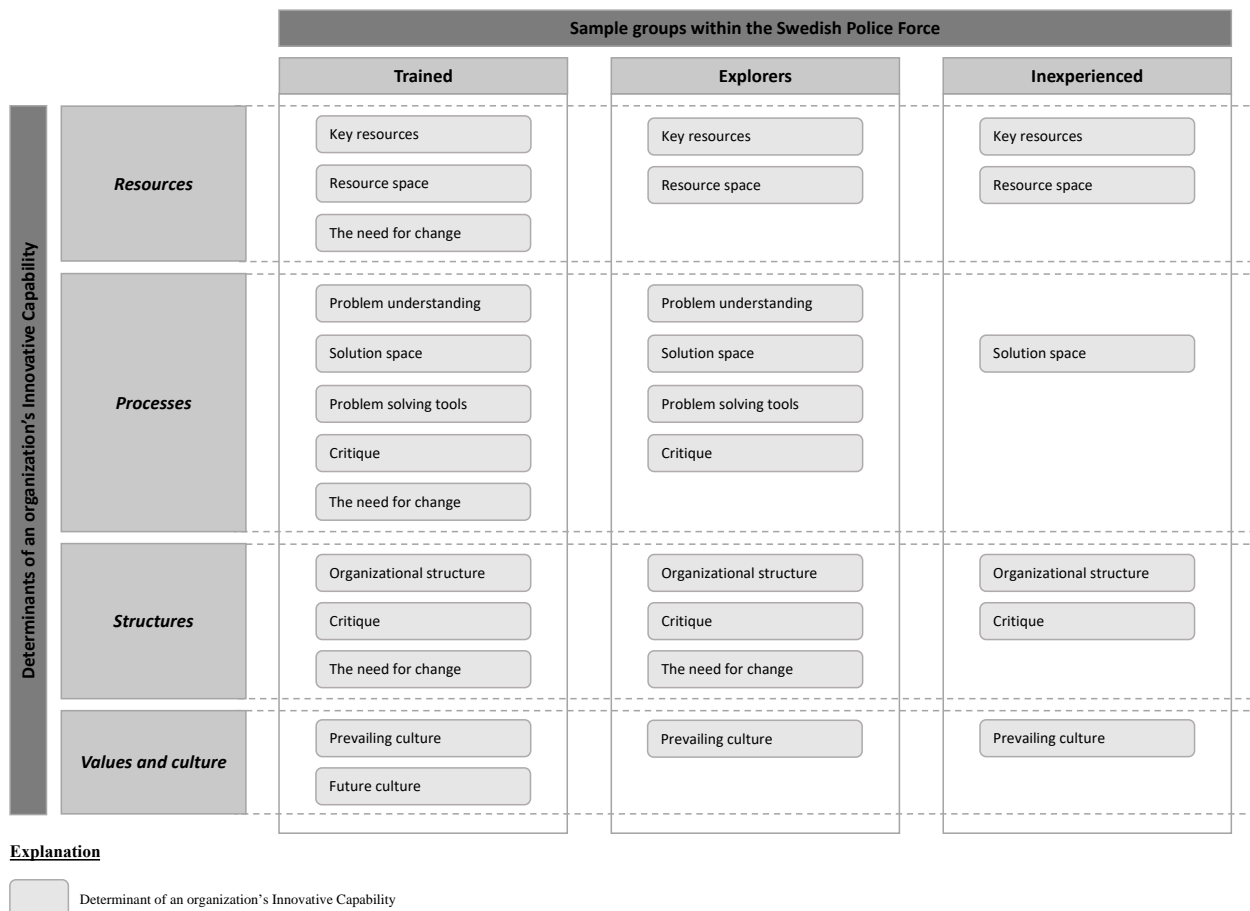 Sample groups within the Swedish Police Force
Trained
Explorers
Inexperienced
Determinants of an organization's Innovative Capability
Resources
Key resources
Key resources
Key resources
Resource space
Resource space
Resource space
The need for change
Processes
Problem understanding
Problem understanding
Solution space
Solution space
Solution space
Problem solving tools
Problem solving tools
Critique
Critique
The need for change
Structures
Organizational structure
Organizational structure
Organizational structure
Critique
Critique
Critique
The need for change
The need for change
Values and culture
Prevailing culture
Prevailing culture
Prevailing culture
Future culture
Explanation
Determinant of an organization's Innovative Capability